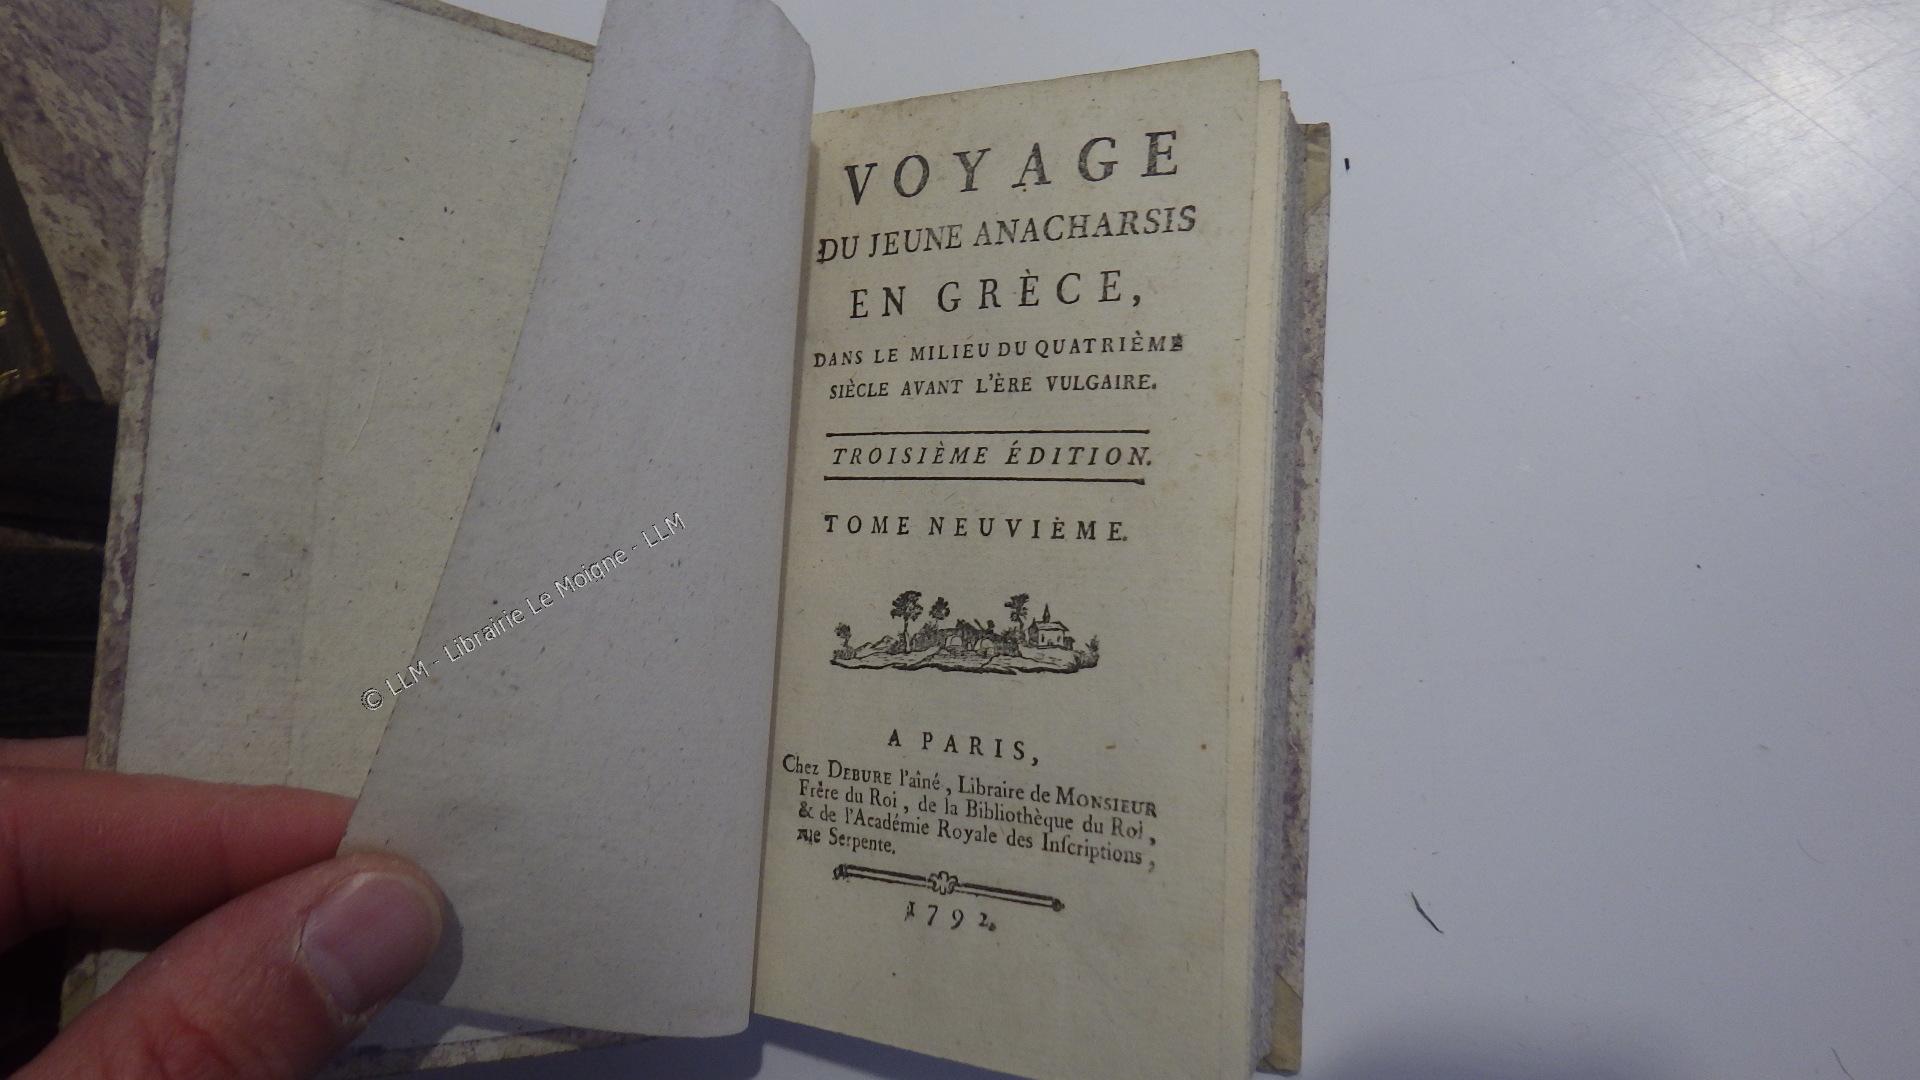 VOYAGE
DU JEUNE ANACHARSIS
EN GRÈCE,
DANS LE MILIEU DU QUATRIÈME
SIÈCLE AVANT L'ÈRE VULGAIRE.
TROISIÈME ÉDITION.
TOME NEUVIÈME.
A PARIS,
Chez DEBURE l'aîné, Libraire de MONSIEUR
Frère du Roi, de la Bibliothèque du Roi,
& de l'Académie Royale des Inſcriptions,
rue Serpente.
1792.
© LLM - Librairie Le Moigne - LLM